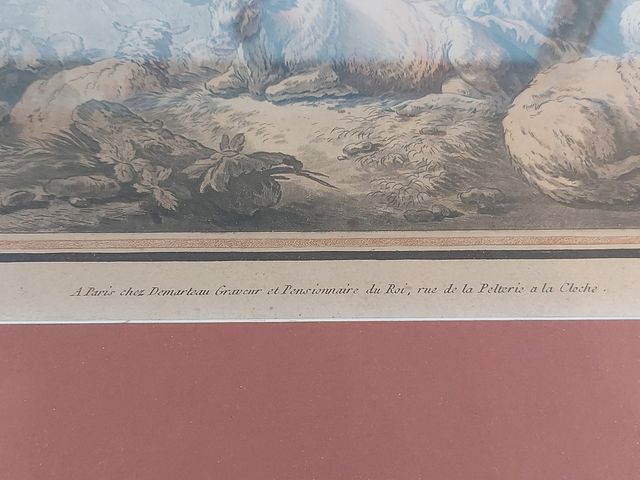 A Paris chez Demarteau Graveur et Pensionnaire du Roi, rue de la Pelterie a la Cloche.